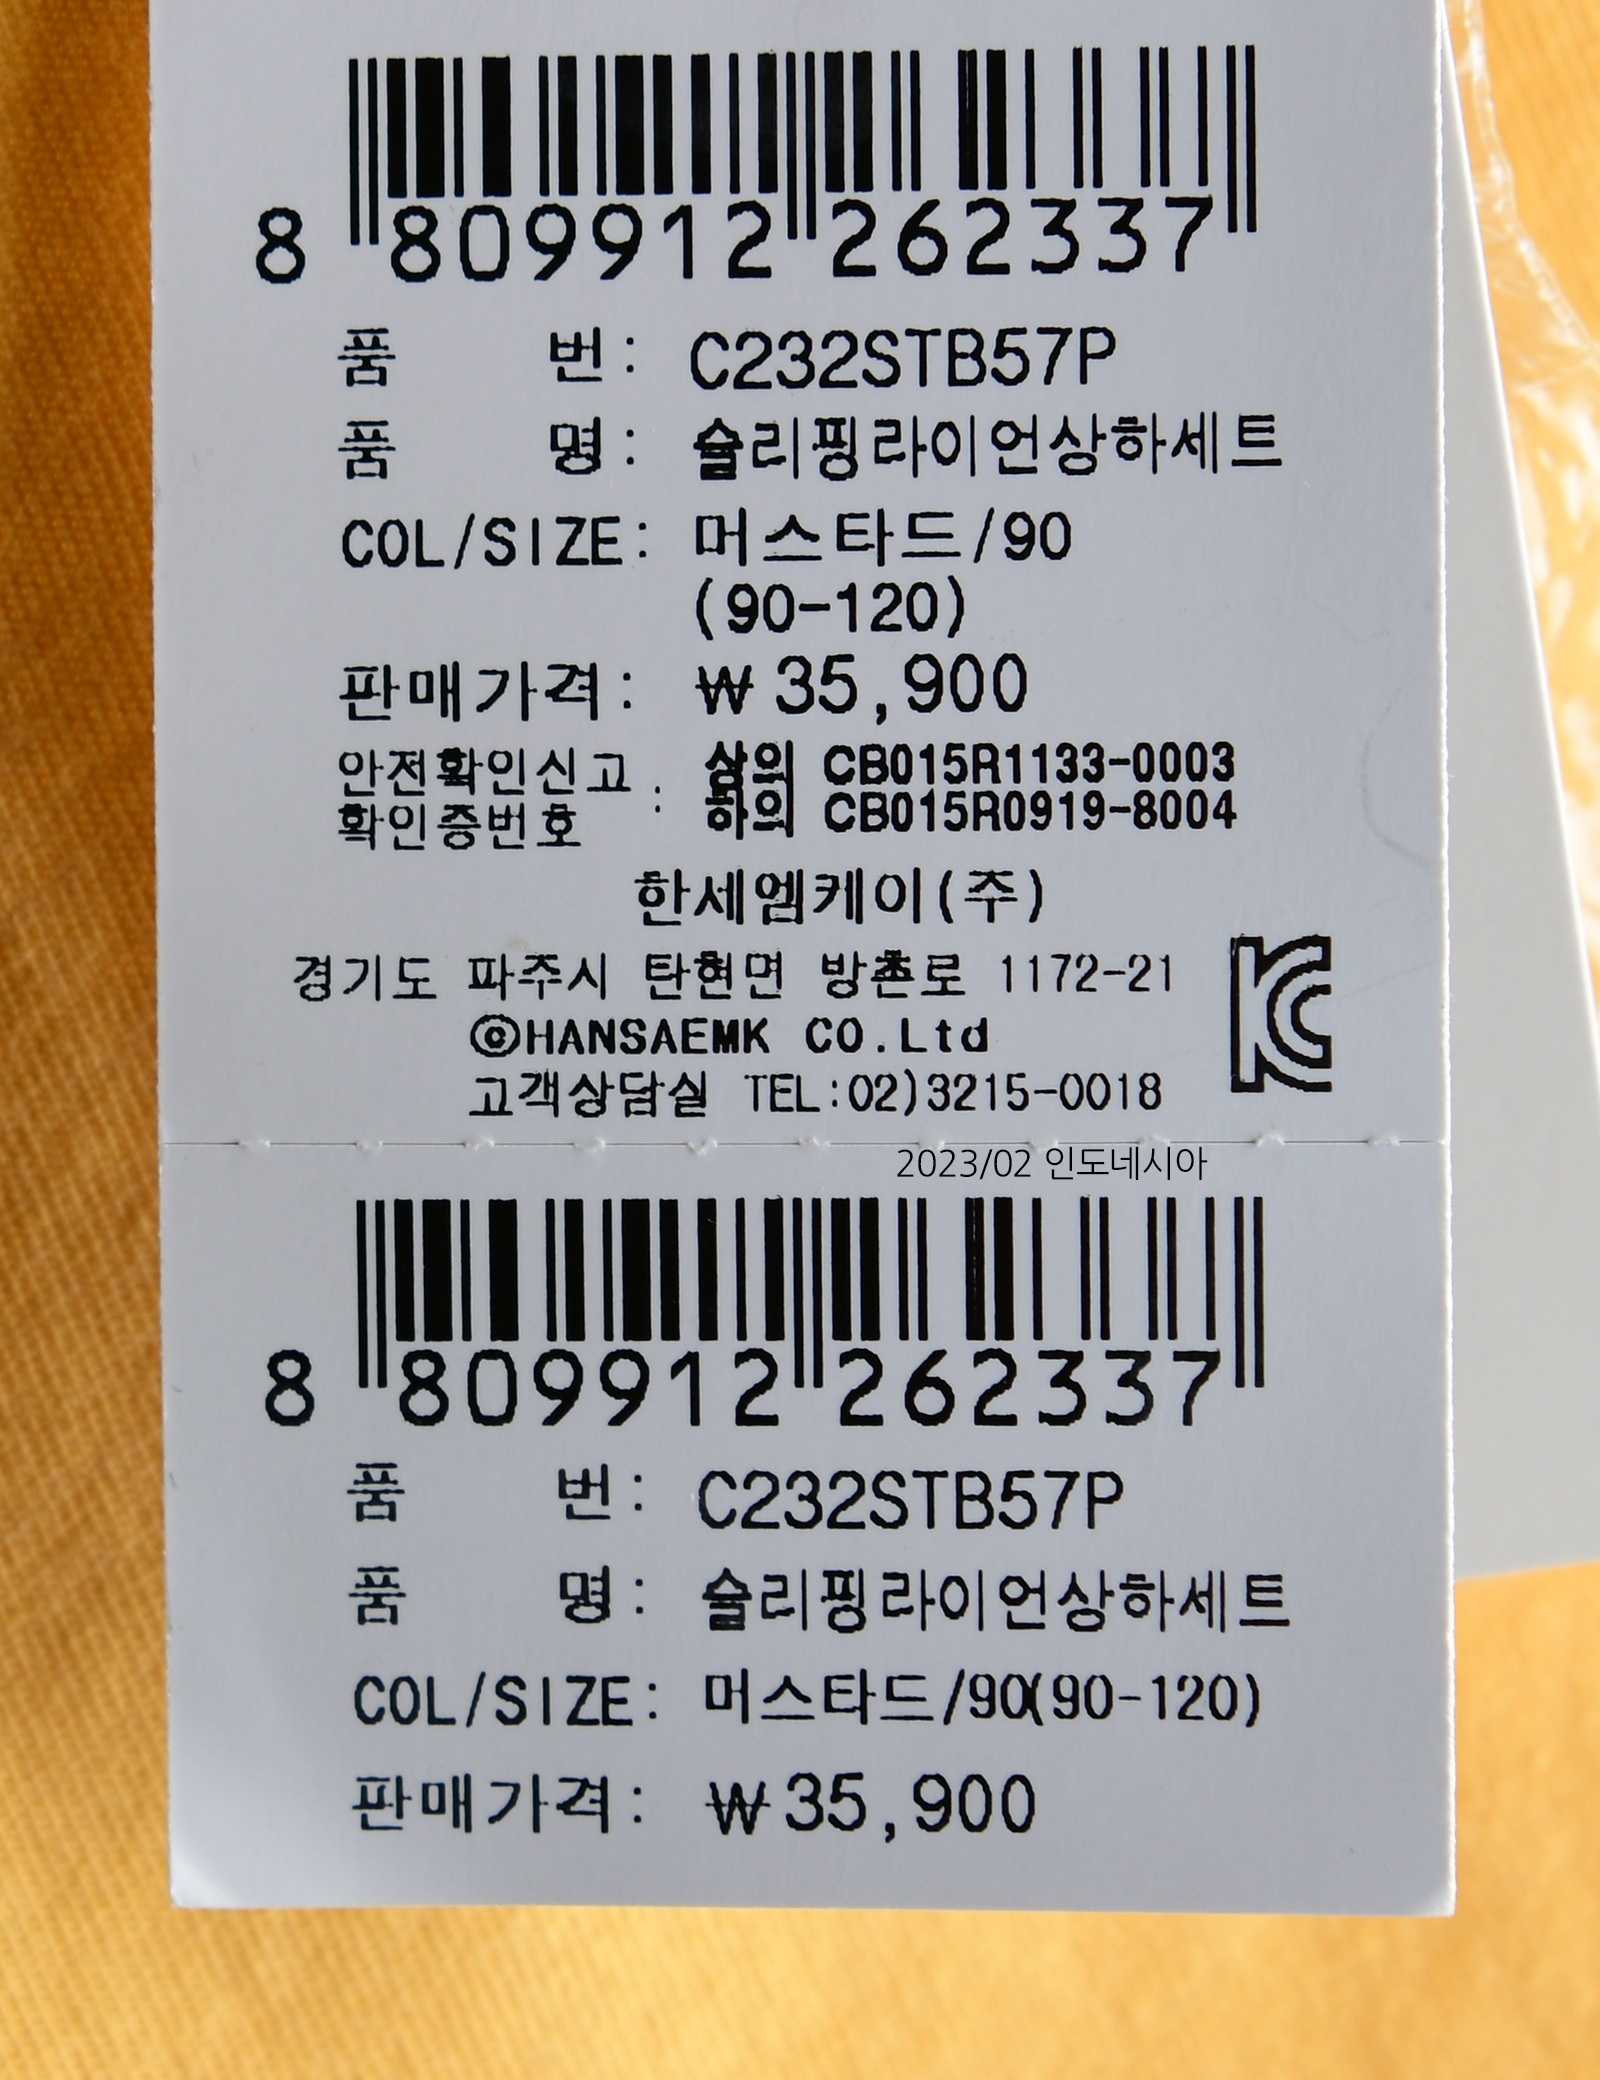 8 809912 262337
품 번: C232STB57P
품 명: 슬리핑라이언상하세트
COL/SIZE: 머스타드/90
(90-120)
판매가격: ₩35,900
안전확인신고 확인증번호 : 상의 CB015R1133-0003
하의 CB015R0919-8004
한세엠케이(주)
경기도 파주시 탄현면 방촌로 1172-21
ⓒHANSAEMK CO.Ltd
고객상담실 TEL:02)3215-0018
2023/02 인도네시아
8 809912 262337
품 번: C232STB57P
품 명: 슬리핑라이언상하세트
COL/SIZE: 머스타드/90(90-120)
판매가격: ₩35,900